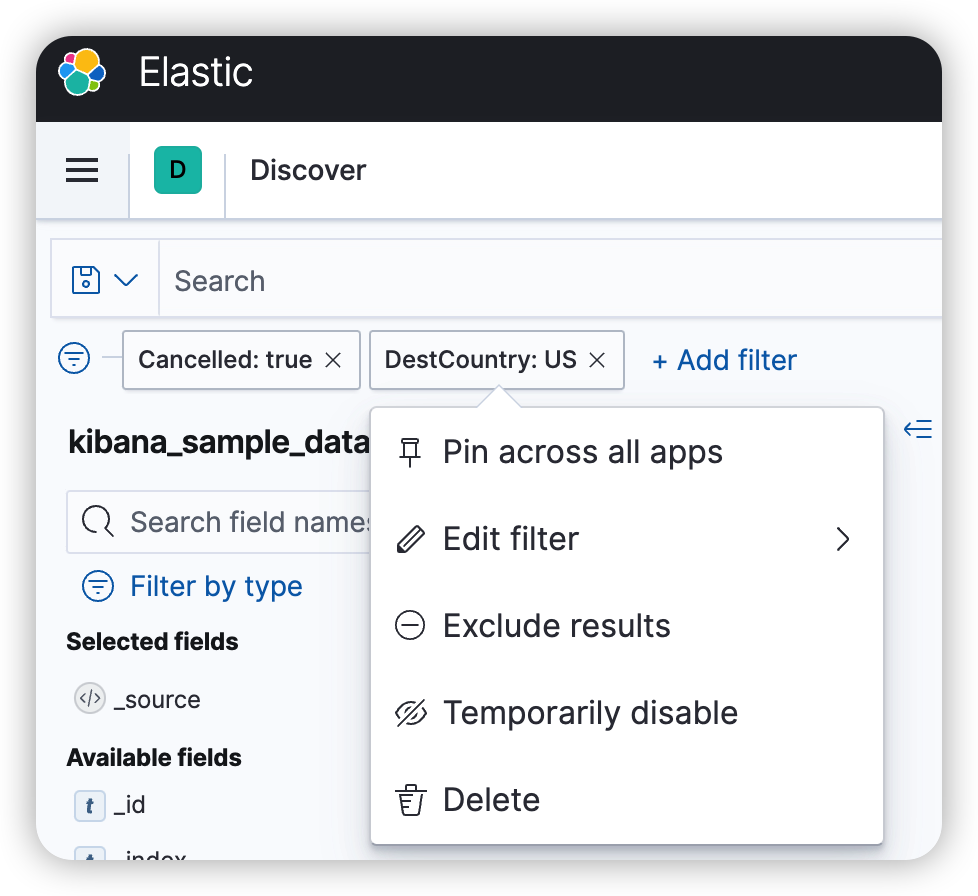 Elastic
D
Discover
Search
Cancelled: true
DestCountry: US
+ Add filter
kibana_sample_data
Pin across all apps
Search field names
Edit filter
Filter by type
Exclude results
Selected fields
</> _source
Temporarily disable
Available fields
t _id
Delete
t _index